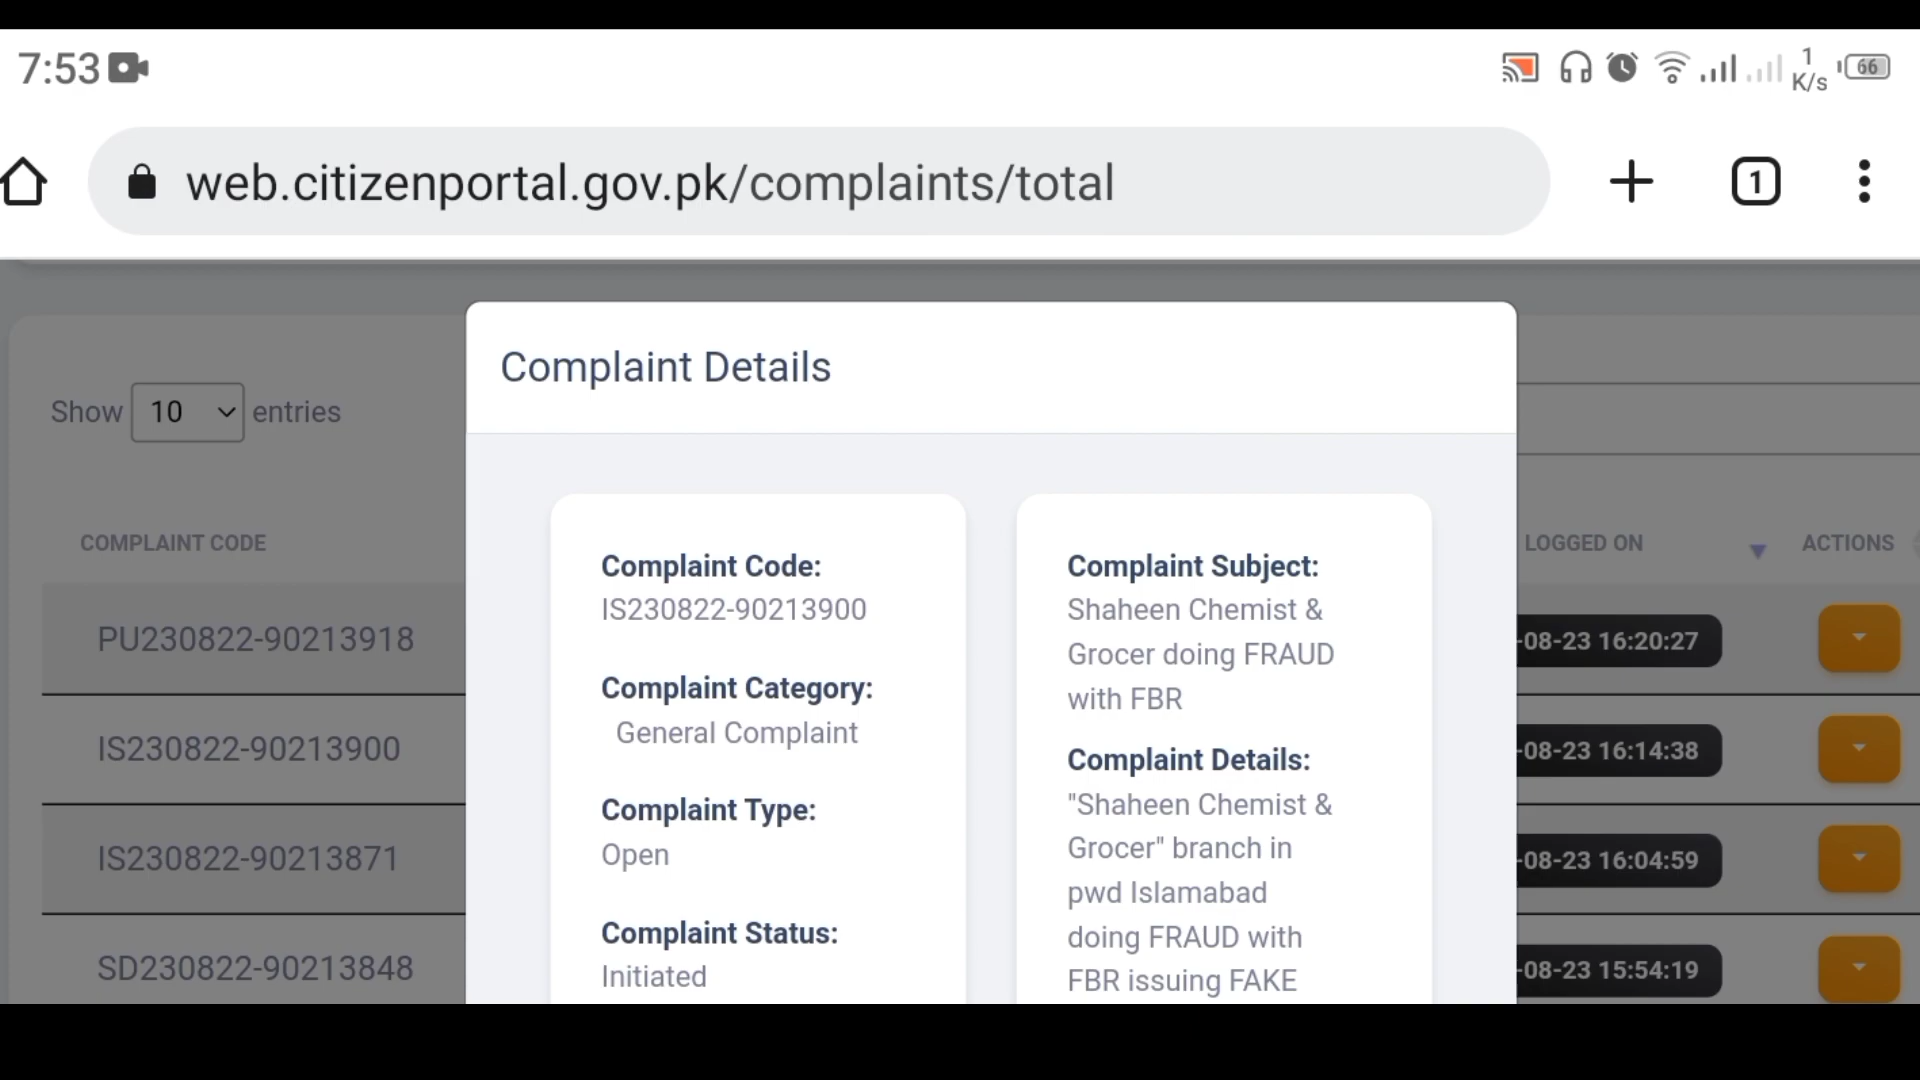 7:53
1
K/s
66
web.citizenportal.gov.pk/complaints/total
1
Complaint Details
Show 10 entries
COMPLAINT CODE
LOGGED ON
ACTIONS
PU230822-90213918
-08-23 16:20:27
IS230822-90213900
-08-23 16:14:38
IS230822-90213871
-08-23 16:04:59
SD230822-90213848
-08-23 15:54:19
Complaint Code:
IS230822-90213900
Complaint Category:
General Complaint
Complaint Type:
Open
Complaint Status:
Initiated
Complaint Subject:
Shaheen Chemist &
Grocer doing FRAUD
with FBR
Complaint Details:
"Shaheen Chemist &
Grocer" branch in
pwd Islamabad
doing FRAUD with
FBR issuing FAKE